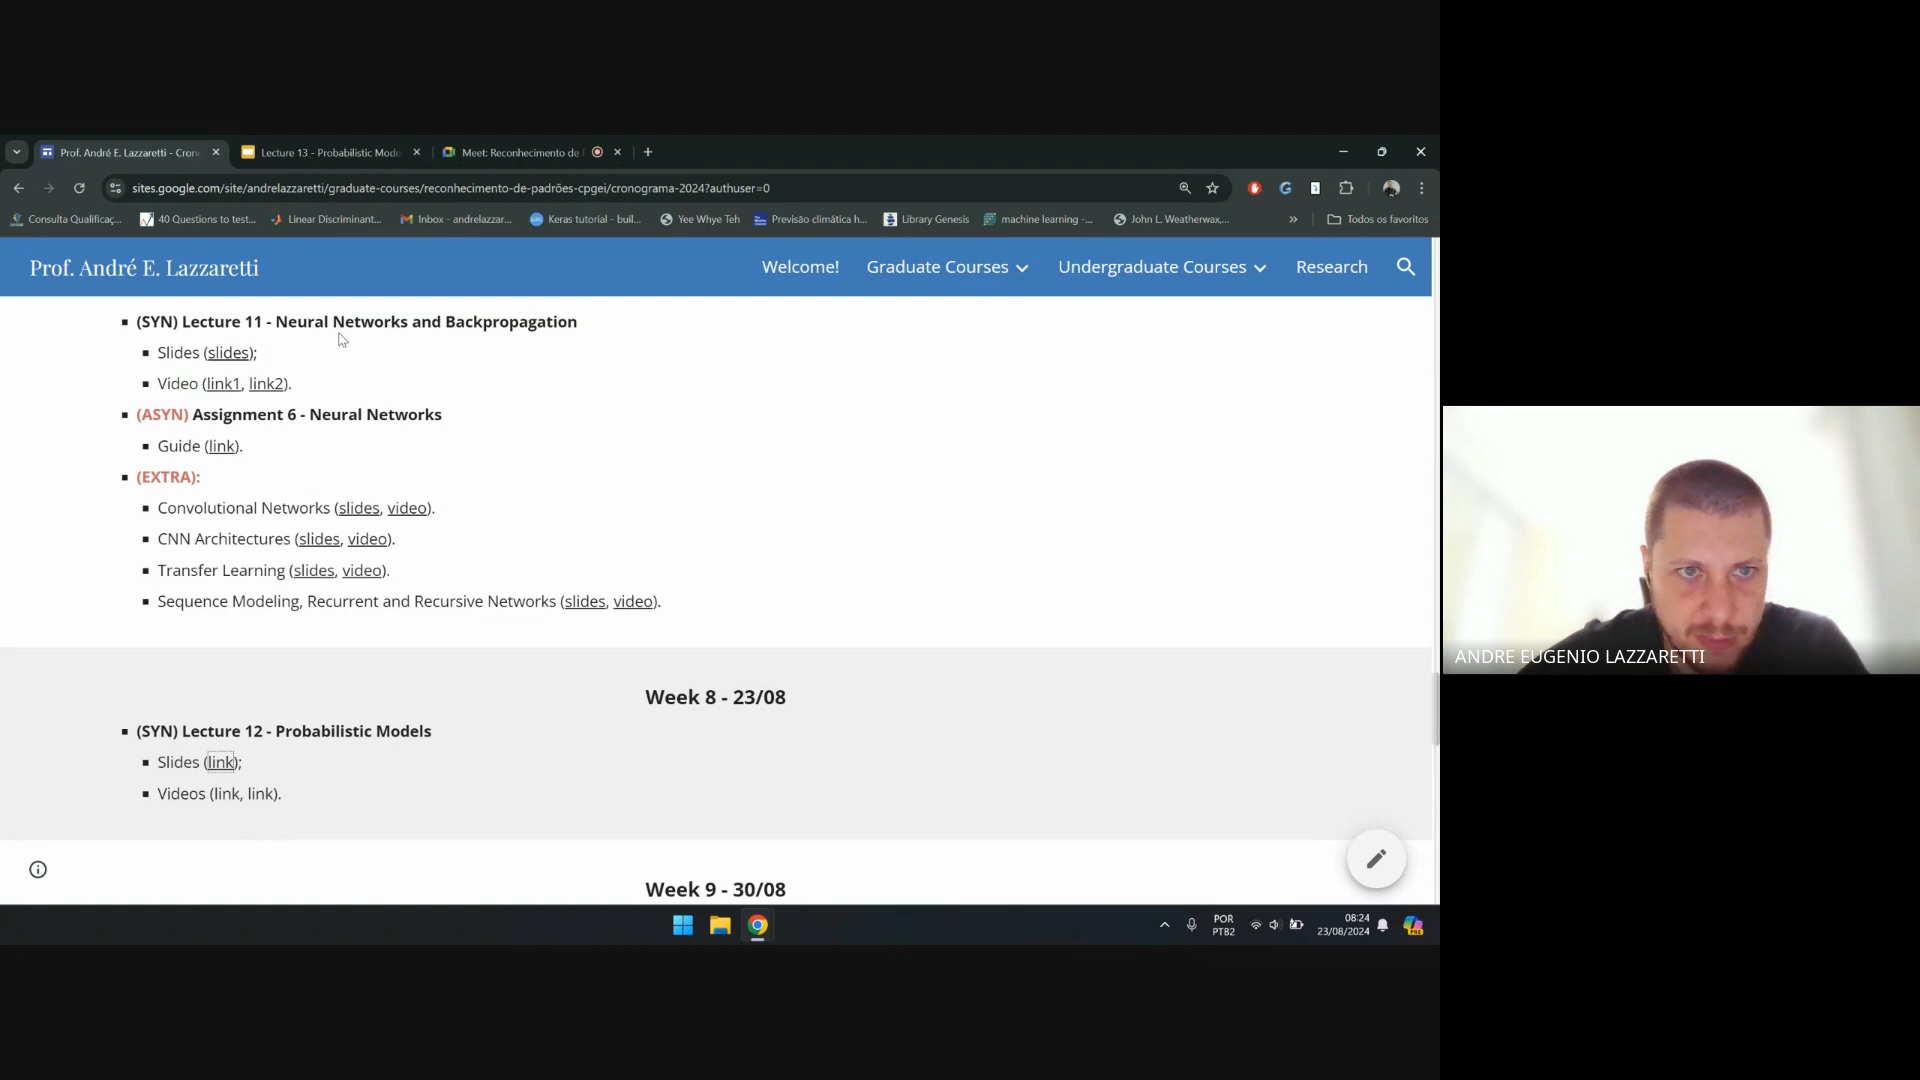 Prof. André E. Lazzaretti - Cron
Lecture 13 - Probabilistic Mode
Meet: Reconhecimento de
sites.google.com/site/andrelazzaretti/graduate-courses/reconhecimento-de-padrões-cpgei/cronograma-2024?authuser=0
Consulta Qualificaç...
40 Questions to test...
Linear Discriminant...
Inbox - andrelazzar...
Keras tutorial - buil...
Yee Whye Teh
Previsão climática h...
Library Genesis
machine learning -...
John L. Weatherwax,...
»
Todos os favoritos
Prof. André E. Lazzaretti
Welcome!
Graduate Courses
Undergraduate Courses
Research
(SYN) Lecture 11 - Neural Networks and Backpropagation
Slides (slides);
Video (link1, link2).
(ASYN) Assignment 6 - Neural Networks
Guide (link).
(EXTRA):
Convolutional Networks (slides, video).
CNN Architectures (slides, video).
Transfer Learning (slides, video).
Sequence Modeling, Recurrent and Recursive Networks (slides, video).
Week 8 - 23/08
(SYN) Lecture 12 - Probabilistic Models
Slides (link);
Videos (link, link).
Week 9 - 30/08
POR
PTB2
08:24
23/08/2024
ANDRE EUGENIO LAZZARETTI